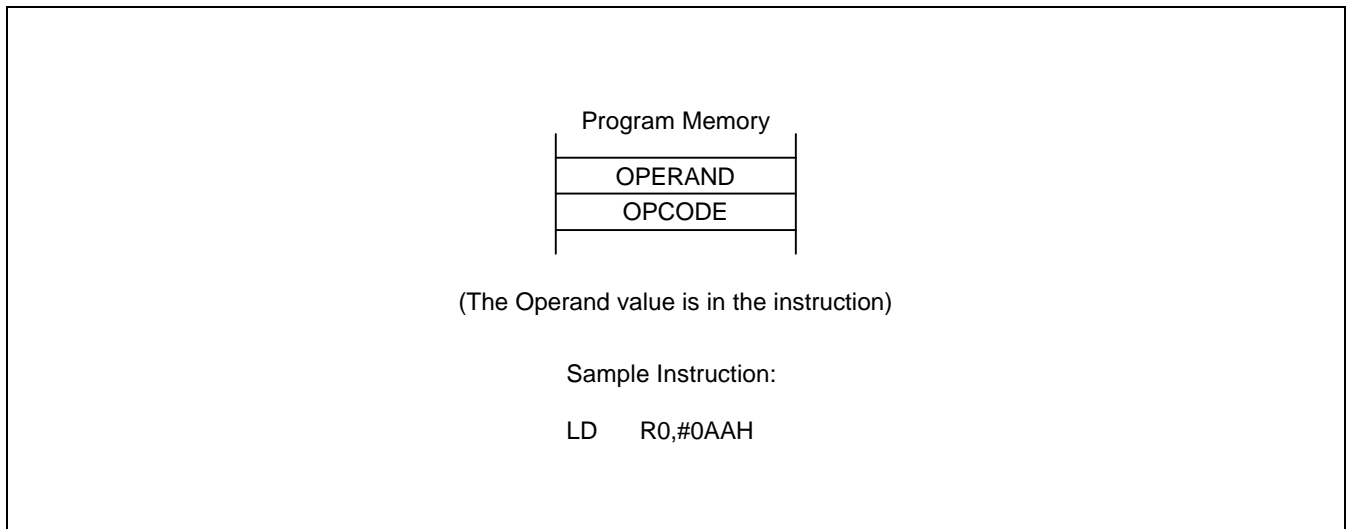 Program Memory
OPERAND
OPCODE
(The Operand value is in the instruction)
Sample Instruction:
LD R0,#0AAH